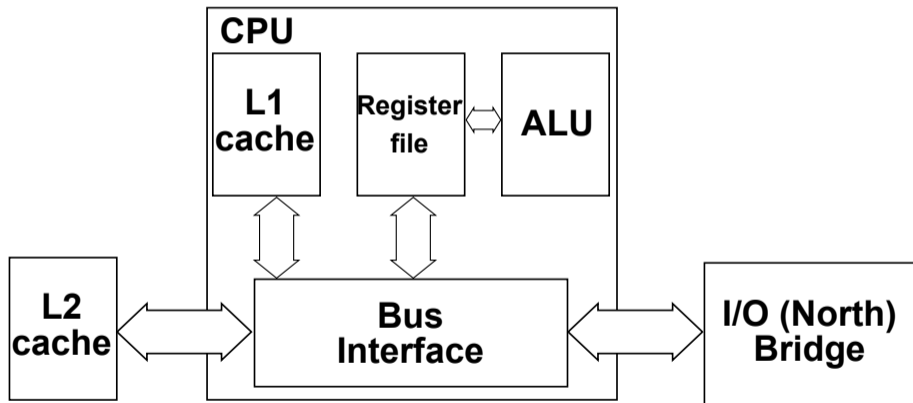 CPU
L1
cache
Register
file
ALU
L2
cache
Bus
Interface
I/O (North)
Bridge